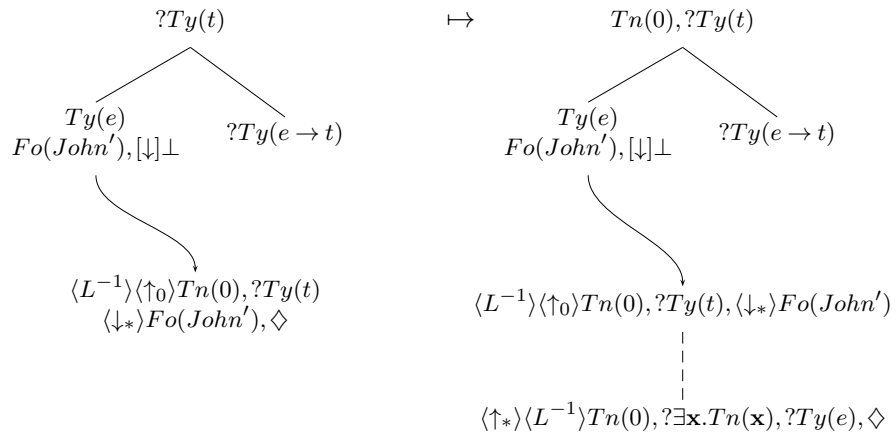 ?Ty(t) ↦ Tn(0), ?Ty(t)
Ty(e) Ty(e)
Fo(John′), [↓]⊥ ?Ty(e → t) Fo(John′), [↓]⊥ ?Ty(e → t)
⟨L⁻¹⟩⟨↑₀⟩Tn(0), ?Ty(t) ⟨L⁻¹⟩⟨↑₀⟩Tn(0), ?Ty(t), ⟨↓∗⟩Fo(John′)
⟨↓∗⟩Fo(John′), ♢
⟨↑∗⟩⟨L⁻¹⟩Tn(0), ?∃x.Tn(x), ?Ty(e), ♢